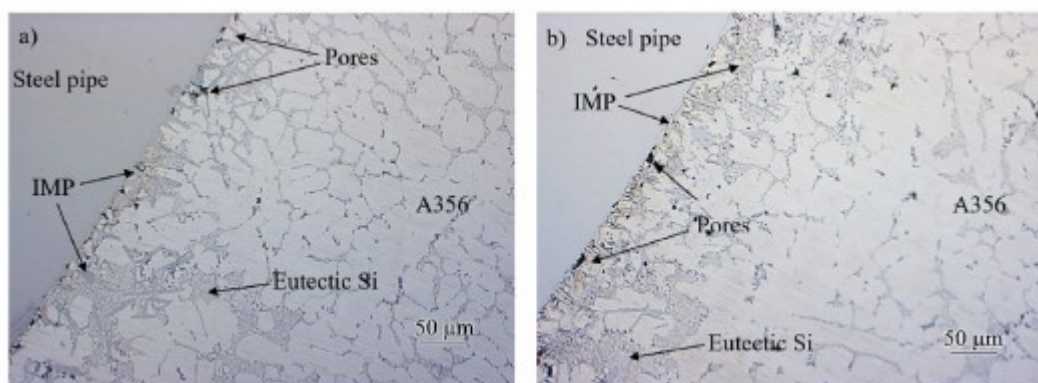 a)
Steel pipe
Pores
IMP
A356
Eutectic Si
50 μm
b)
Steel pipe
IMP
A356
Pores
Eutectic Si
50 μm